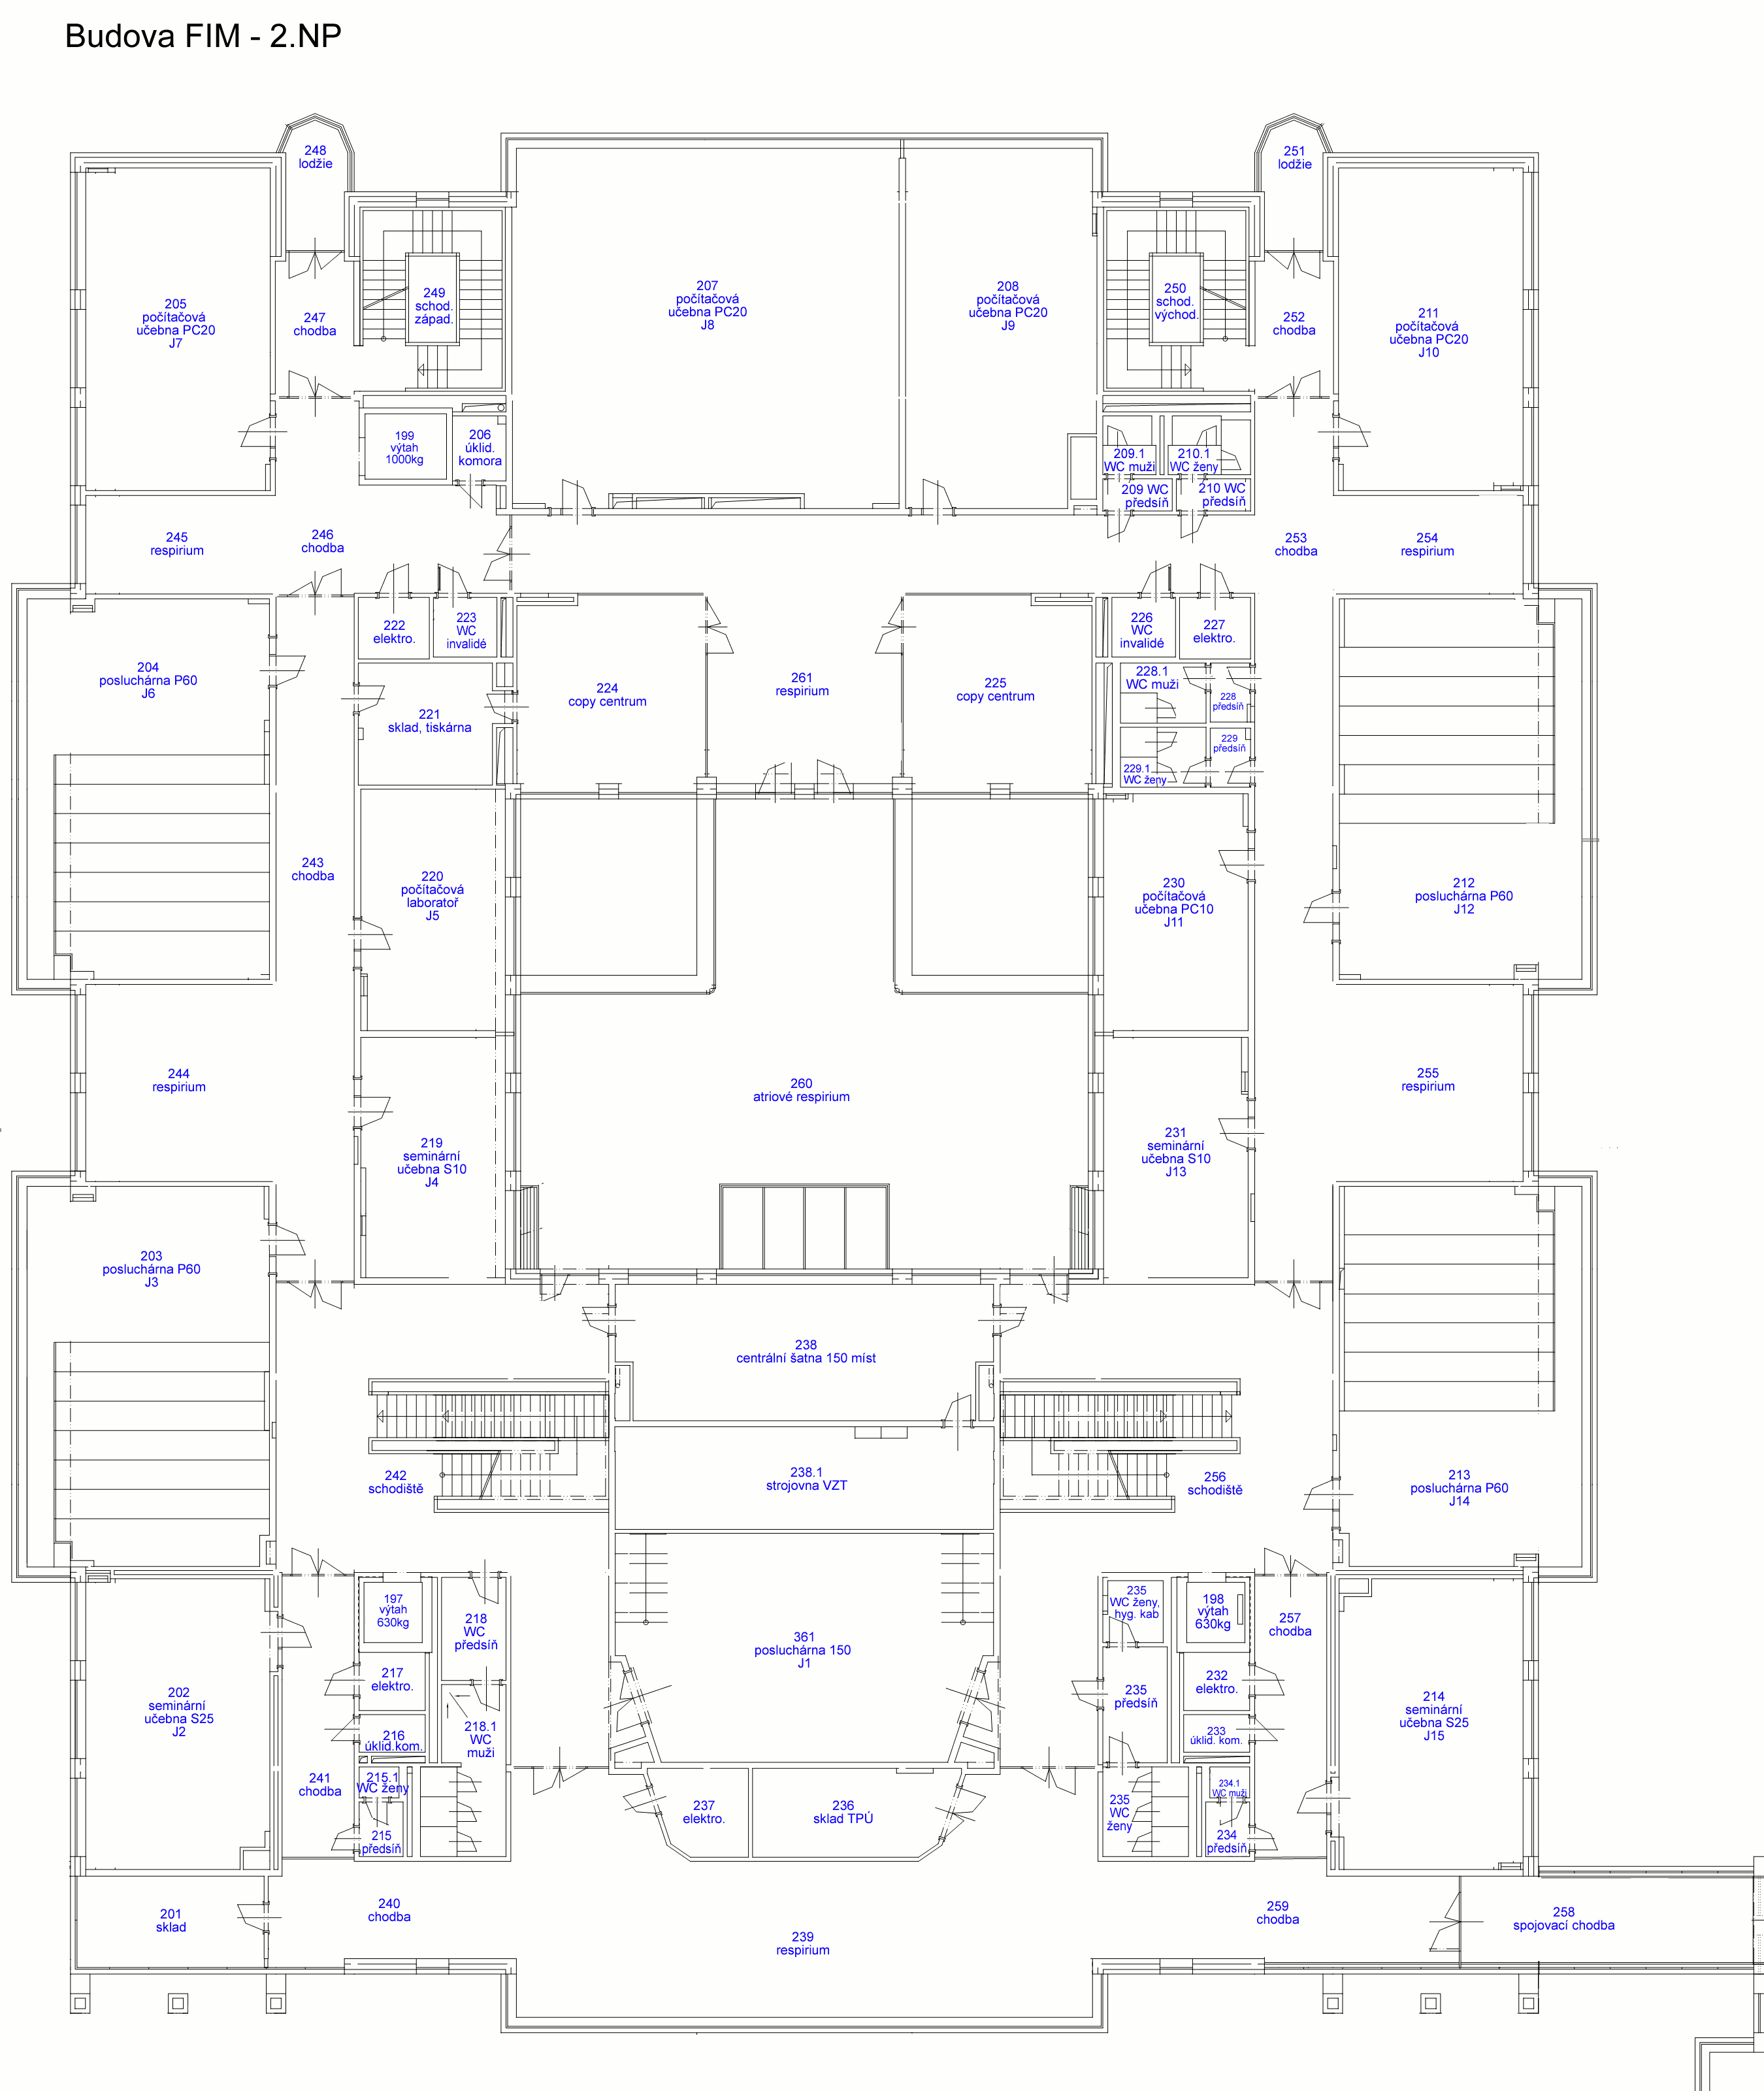 Budova FIM - 2.NP
248
lodžie
251
lodžie
205
počítačová
učebna PC20
J7
247
chodba
249
schod.
západ.
207
počítačová
učebna PC20
J8
208
počítačová
učebna PC20
J9
250
schod.
východ.
252
chodba
211
počítačová
učebna PC20
J10
199
výtah
1000kg
206
úklid.
komora
209.1
WC muži
210.1
WC ženy
209 WC
předsíň
210 WC
předsíň
245
respirium
246
chodba
253
chodba
254
respirium
204
posluchárna P60
J6
222
elektro.
223
WC
invalidé
226
WC
invalidé
227
elektro.
221
sklad, tiskárna
224
copy centrum
261
respirium
225
copy centrum
228.1
WC muži
228
předsíň
229
předsíň
229.1
WC ženy
243
chodba
220
počítačová
laboratoř
J5
230
počítačová
učebna PC10
J11
212
posluchárna P60
J12
244
respirium
260
atriové respirium
255
respirium
219
seminární
učebna S10
J4
231
seminární
učebna S10
J13
203
posluchárna P60
J3
238
centrální šatna 150 míst
242
schodiště
238.1
strojovna VZT
256
schodiště
213
posluchárna P60
J14
197
výtah
630kg
218
WC
předsíň
361
posluchárna 150
J1
235
WC ženy,
hyg. kab
198
výtah
630kg
257
chodba
202
seminární
učebna S25
J2
217
elektro.
235
předsíň
232
elektro.
214
seminární
učebna S25
J15
216
úklid.kom.
218.1
WC
muži
233
úklid. kom.
241
chodba
215.1
WC ženy
215
předsíň
237
elektro.
236
sklad TPÚ
235
WC
ženy
234.1
WC muži
234
předsíň
201
sklad
240
chodba
239
respirium
259
chodba
258
spojovací chodba